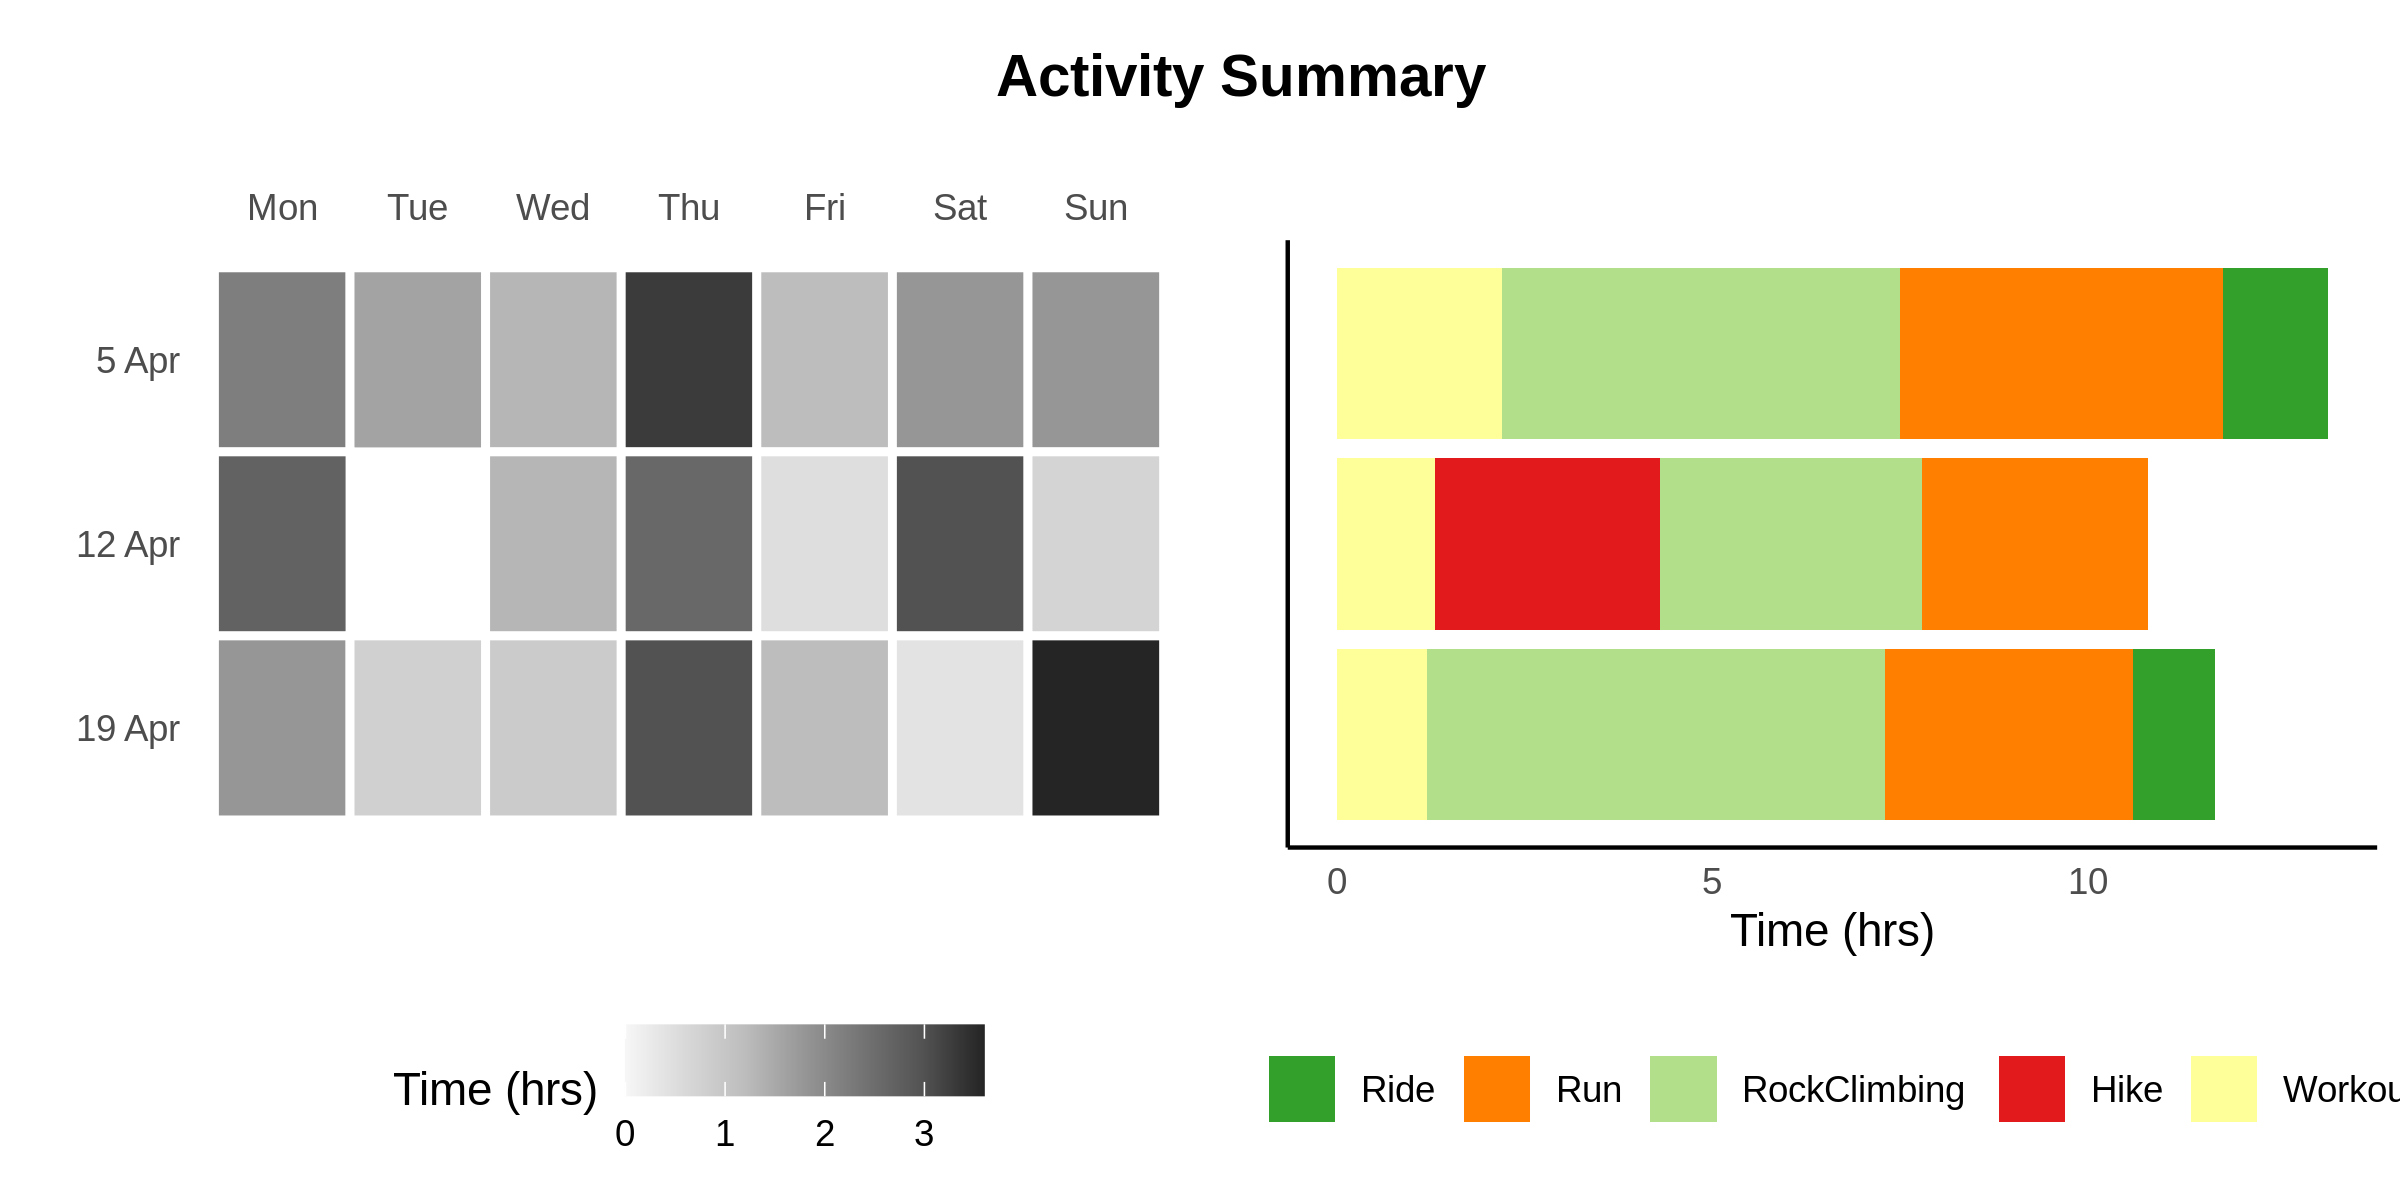 Activity Summary
Mon Tue Wed Thu Fri Sat Sun
5 Apr
12 Apr
19 Apr
0 5 10
Time (hrs)
Time (hrs)
0 1 2 3
Ride Run RockClimbing Hike Workou